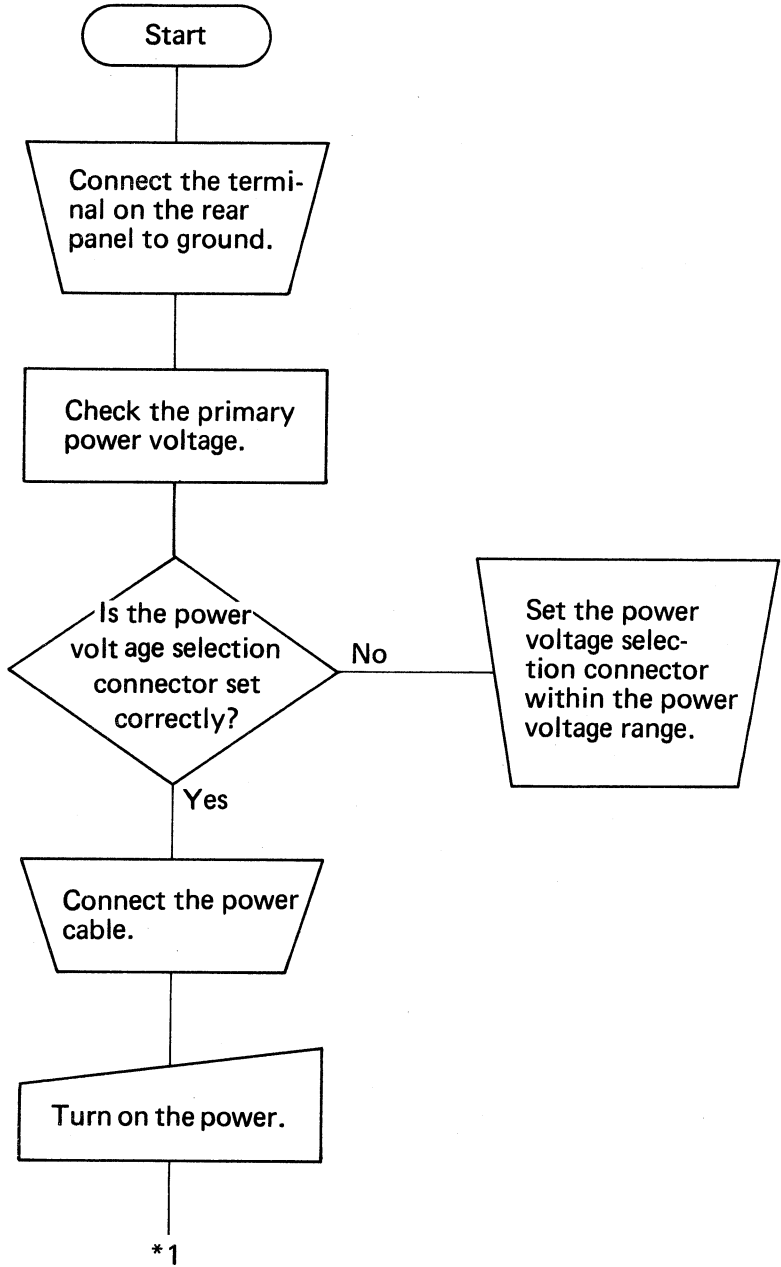 Start
Connect the termi-
nal on the rear
panel to ground.
Check the primary
power voltage.
Is the power
volt age selection
connector set
correctly?
No
Set the power
voltage selec-
tion connector
within the power
voltage range.
Yes
Connect the power
cable.
Turn on the power.
*1